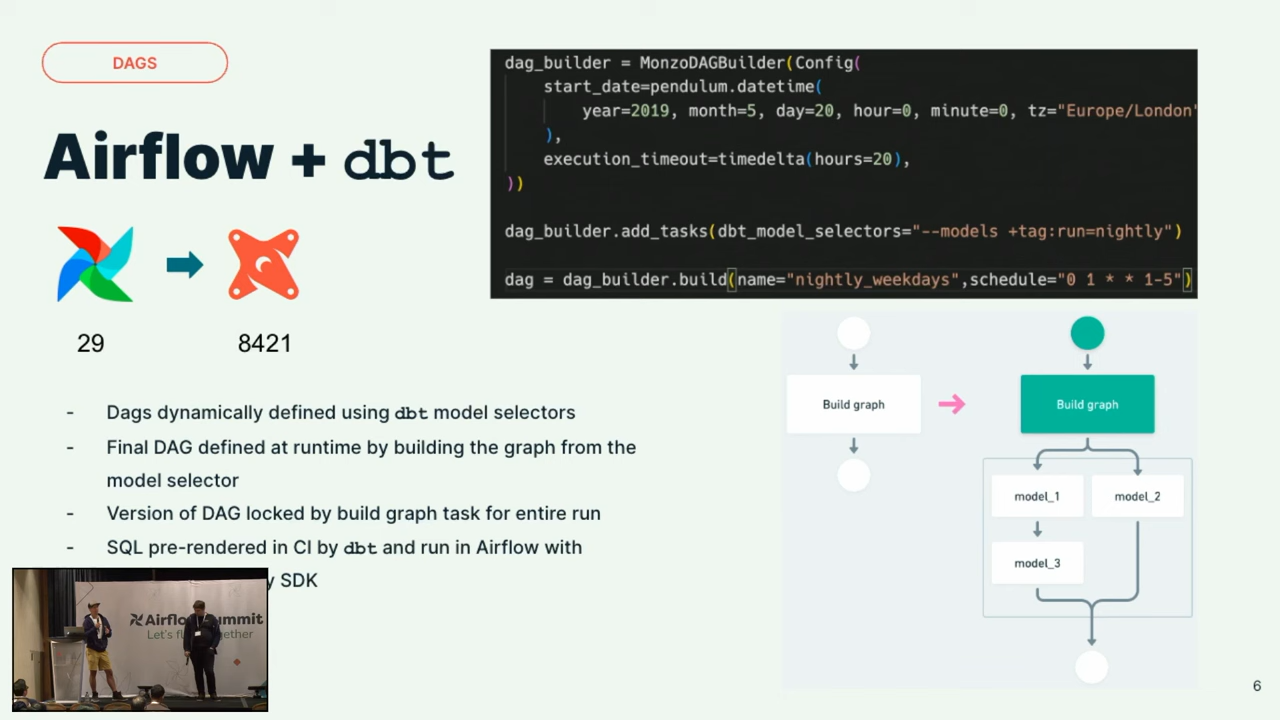 DAGS
Airflow + dbt
29
8421
- Dags dynamically defined using dbt model selectors
- Final DAG defined at runtime by building the graph from the
model selector
- Version of DAG locked by build graph task for entire run
- SQL pre-rendered in CI by dbt and run in Airflow with
y SDK
dag_builder = MonzoDAGBuilder(Config(
start_date=pendulum.datetime(
year=2019, month=5, day=20, hour=0, minute=0, tz="Europe/London"
),
execution_timeout=timedelta(hours=20),
))
dag_builder.add_tasks(dbt_model_selectors="--models +tag:run=nightly")
dag = dag_builder.build(name="nightly_weekdays",schedule="0 1 * * 1-5")
Build graph
Build graph
model_1
model_2
model_3
Airflo mmit
Let's fl ether
6